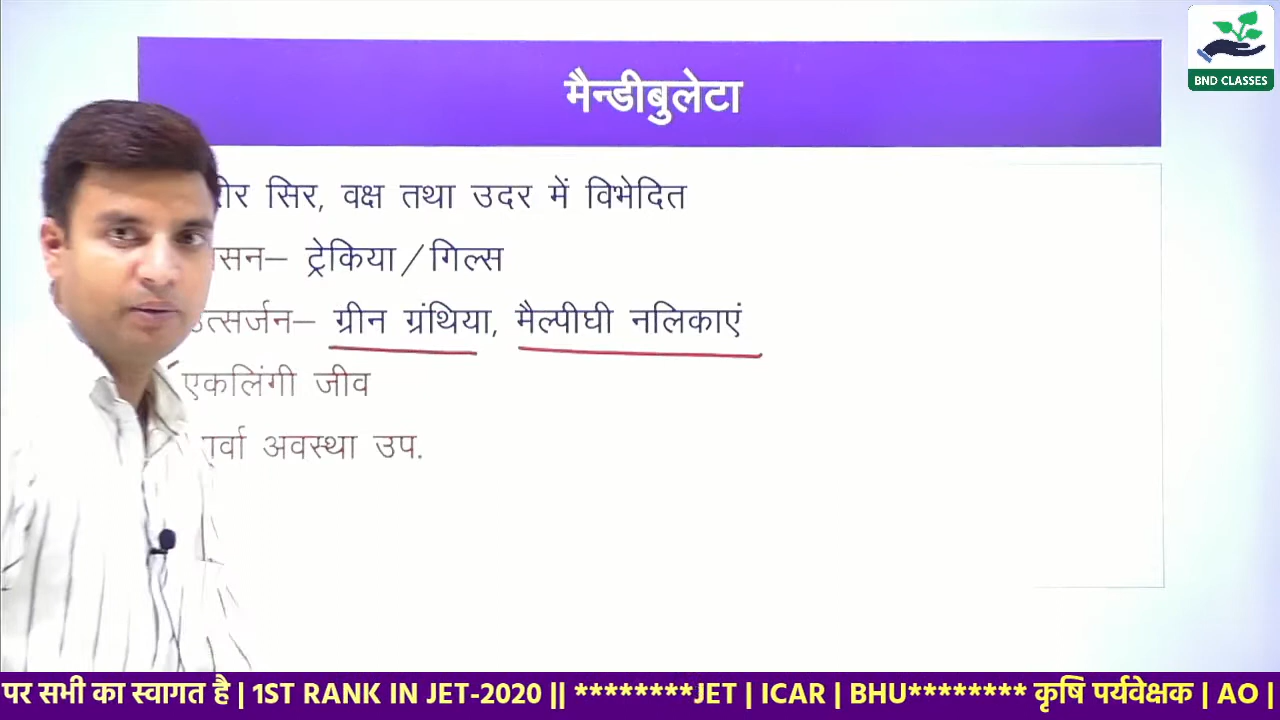 BND CLASSES
मैन्डीबुलेटा
सिर, वक्ष तथा उदर में विभेदित
ट्रेकिया/गिल्स
उत्सर्जन– ग्रीन ग्रंथिया, मैल्पीघी नलिकाएं
एकलिंगी जीव
अवस्था उप.
पर सभी का स्वागत है | 1ST RANK IN JET-2020 || ********JET | ICAR | BHU******** कृषि पर्यवेक्षक | AO |